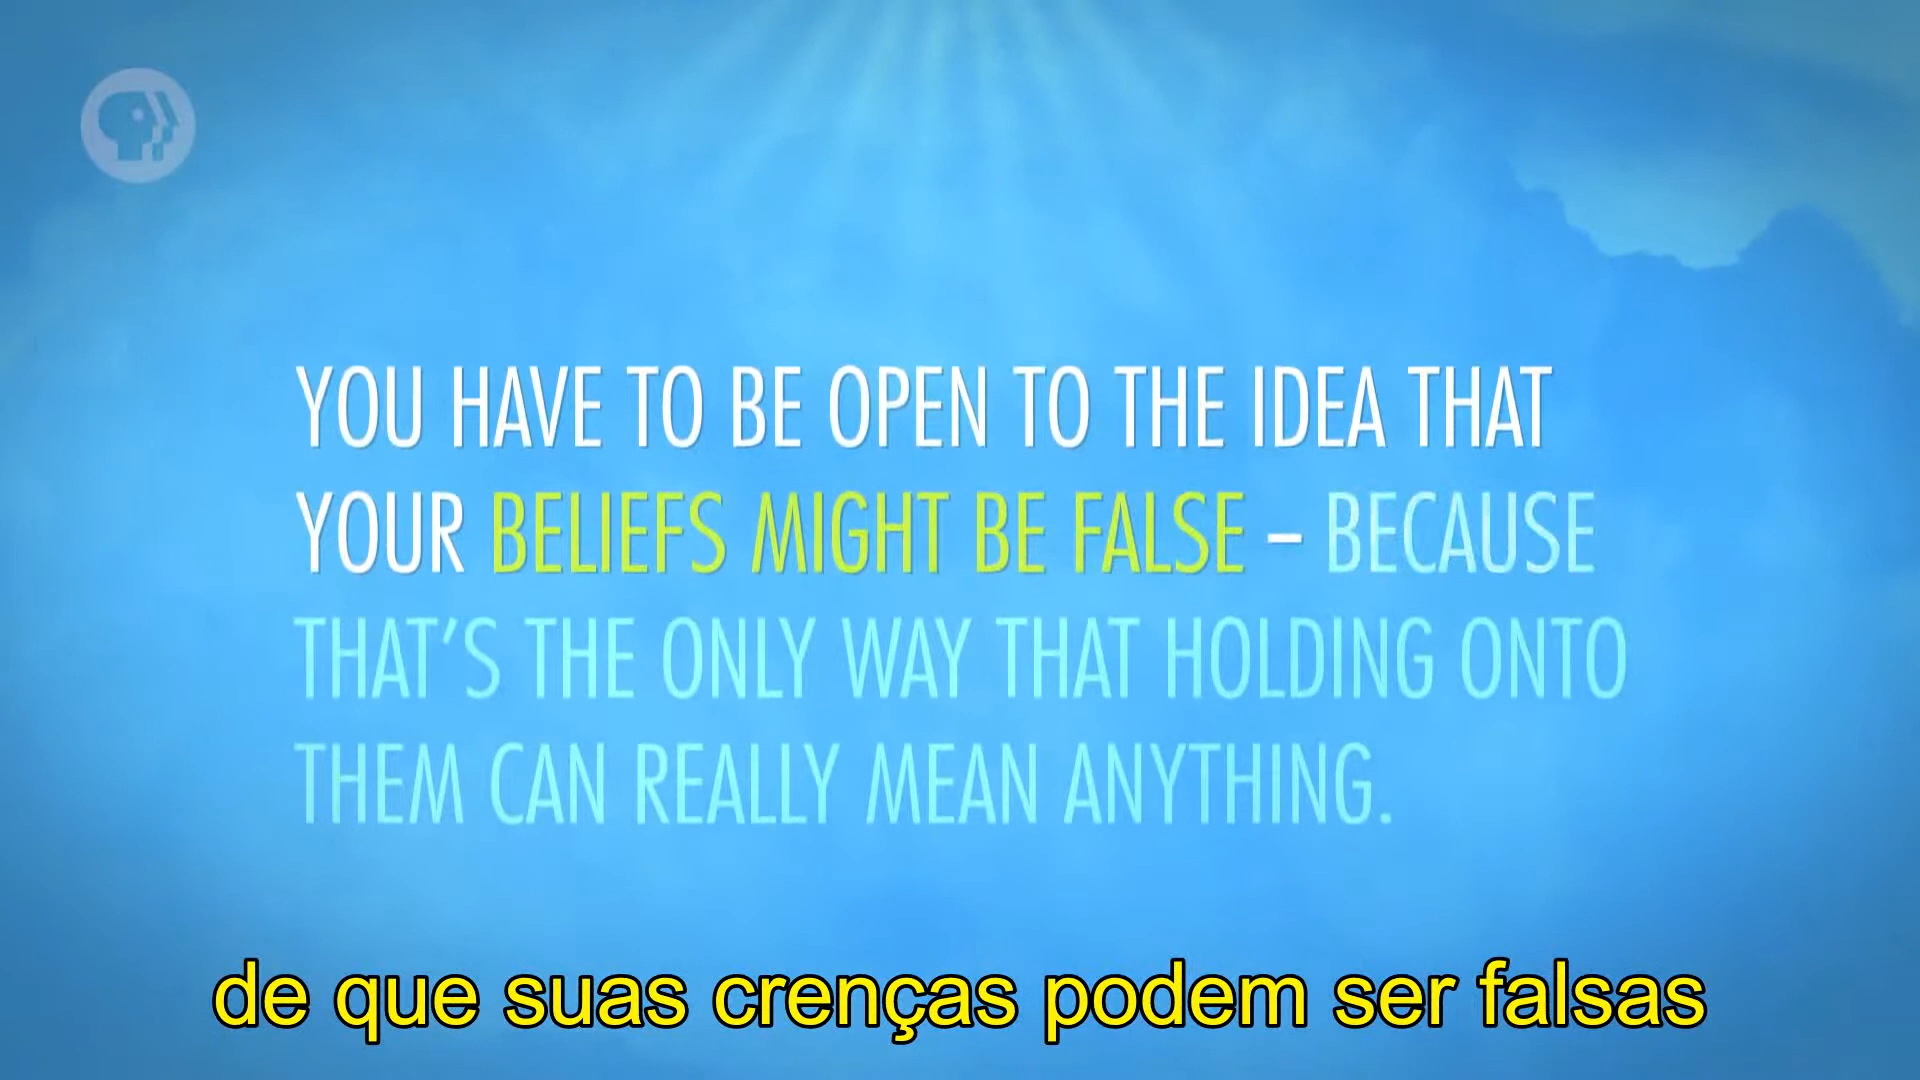 YOU HAVE TO BE OPEN TO THE IDEA THAT
YOUR BELIEFS MIGHT BE FALSE – BECAUSE
THAT'S THE ONLY WAY THAT HOLDING ONTO
THEM CAN REALLY MEAN ANYTHING.
de que suas crenças podem ser falsas